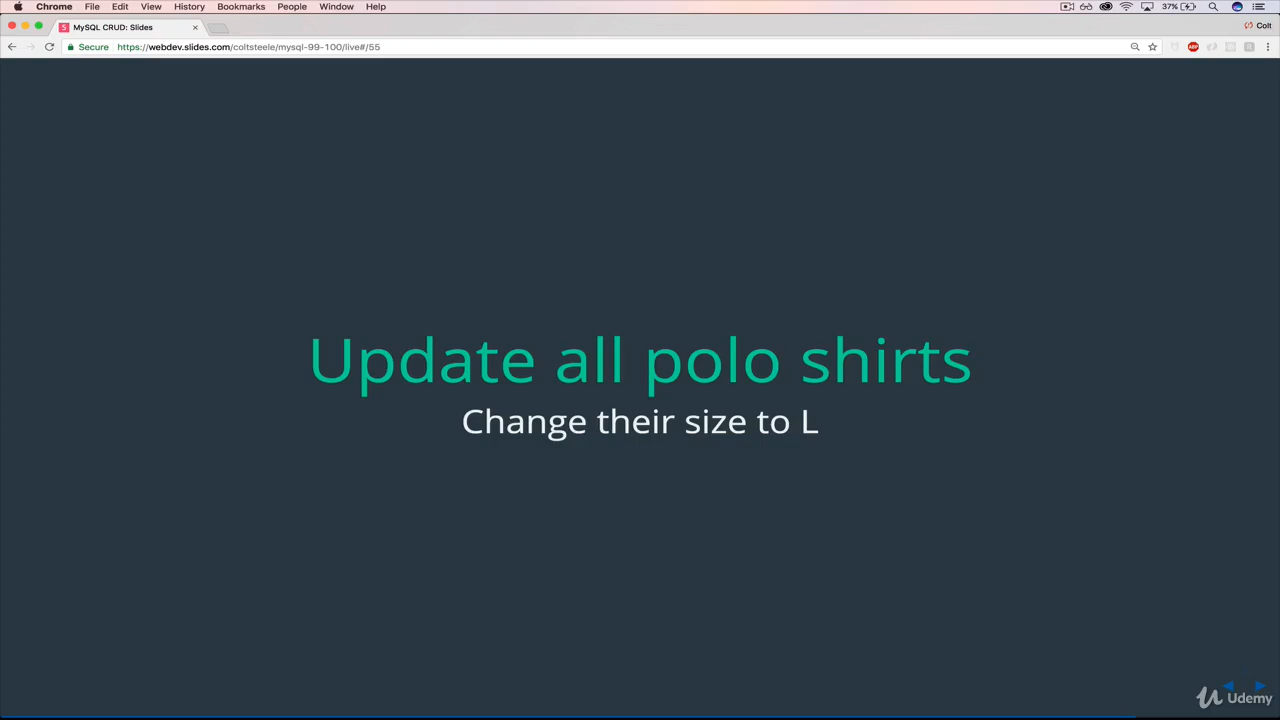 Chrome File Edit View History Bookmarks People Window Help 37%
MySQL CRUD: Slides Colt
Secure https://webdev.slides.com/coltsteele/mysql-99-100/live#/55 ABP
Update all polo shirts
Change their size to L
Udemy